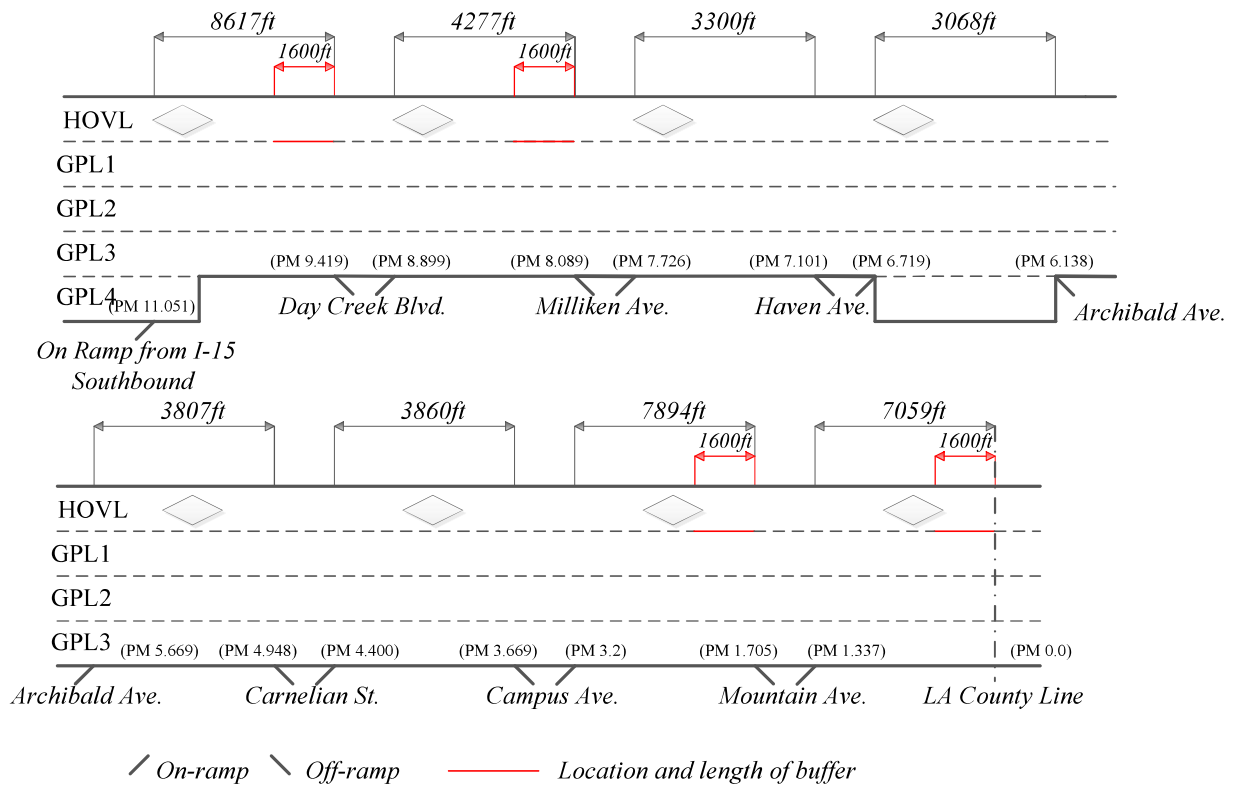 8617ft 4277ft 3300ft 3068ft
1600ft 1600ft
HOVL
GPL1
GPL2
GPL3
(PM 9.419) (PM 8.899) (PM 8.089) (PM 7.726) (PM 7.101) (PM 6.719) (PM 6.138)
GPL4
(PM 11.051)
Day Creek Blvd. Milliken Ave. Haven Ave. Archibald Ave.
On Ramp from I-15
Southbound
3807ft 3860ft 7894ft 7059ft
1600ft 1600ft
HOVL
GPL1
GPL2
GPL3 (PM 5.669) (PM 4.948) (PM 4.400) (PM 3.669) (PM 3.2) (PM 1.705) (PM 1.337) (PM 0.0)
Archibald Ave. Carnelian St. Campus Ave. Mountain Ave. LA County Line
On-ramp Off-ramp Location and length of buffer